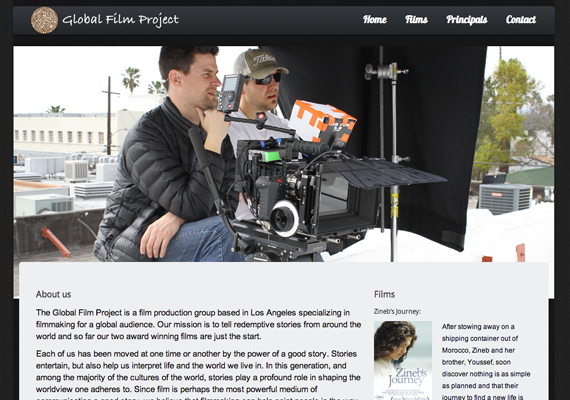 Global Film Project
Home Films Principals Contact
About us
The Global Film Project is a film production group based in Los Angeles specializing in
filmmaking for a global audience. Our mission is to tell redemptive stories from around the
world and so far our two award winning films are just the start.
Each of us has been moved at one time or another by the power of a good story. Stories
entertain, but also help us interpret life and the world we live in. In this generation, and
among the majority of the cultures of the world, stories play a profound role in shaping the
worldview one adheres to. Since film is perhaps the most powerful medium of
Films
Zineb's Journey:
Zineb's
Journey
After stowing away on a
shipping container out of
Morocco, Zineb and her
brother, Youssef, soon
discover nothing is as simple
as planned and that their
journey to find a new life is